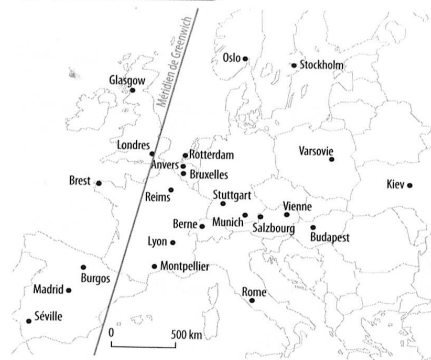 Oslo
Stockholm
Glasgow
Méridien de Greenwich
Londres
Rotterdam
Anvers
Bruxelles
Varsovie
Brest
Reims
Kiev
Stuttgart
Vienne
Berne
Munich
Salzbourg
Budapest
Lyon
Montpellier
Burgos
Madrid
Rome
Séville
0 500 km